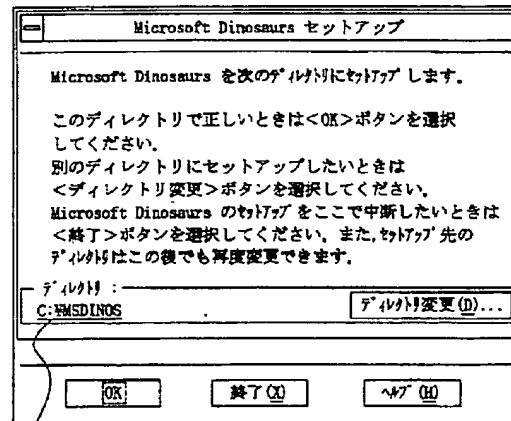 Microsoft Dinosaurs セットアップ
Microsoft Dinosaurs を次のディレクトリにセットアップ します。
このディレクトリで正しいときは<OK>ボタンを選択
してください。
別のディレクトリにセットアップしたいときは
<ディレクトリ変更>ボタンを選択してください。
Microsoft Dinosaurs のセットアップ をここで中断したいときは
<終了>ボタンを選択してください。また,セットアップ 先の
ディレクトリはこの後でも再度変更できます。
ディレクトリ :
C:¥MSDINOS
ディレクトリ変更(D)...
OK
終了(X)
ヘルプ(H)